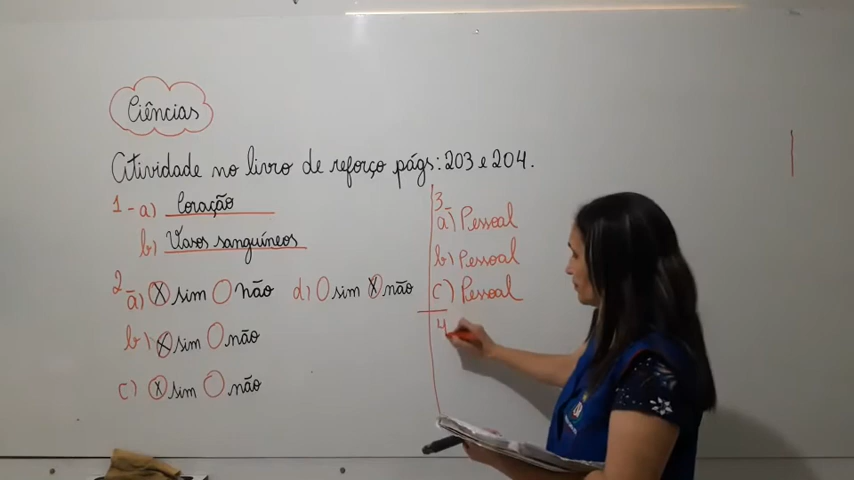 Ciências
Atividade no livro de reforço págs: 203 e 204.
1 - a) Coração
b) Vasos sanguíneos
2
a) (X) sim ( ) não d) ( ) sim (X) não
b) (X) sim ( ) não
c) (X) sim ( ) não
3
a) Pessoal
b) Pessoal
c) Pessoal
4